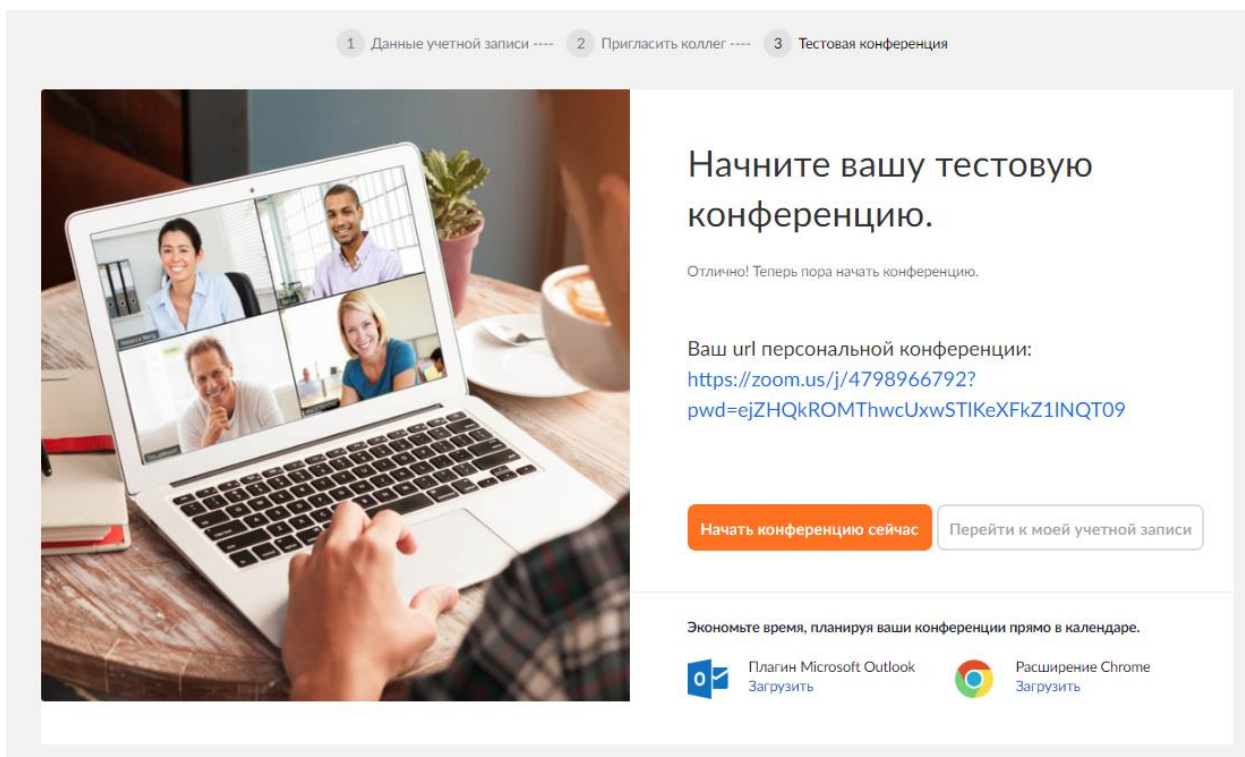 1 Данные учетной записи ---- 2 Пригласить коллег ---- 3 Тестовая конференция
Начните вашу тестовую
конференцию.
Отлично! Теперь пора начать конференцию.
Ваш url персональной конференции:
https://zoom.us/j/4798966792?
pwd=ejZHQkROMThwcUxwSTlKeXFkZ1lNQT09
Начать конференцию сейчас Перейти к моей учетной записи
Экономьте время, планируя ваши конференции прямо в календаре.
Плагин Microsoft Outlook
Загрузить
Расширение Chrome
Загрузить